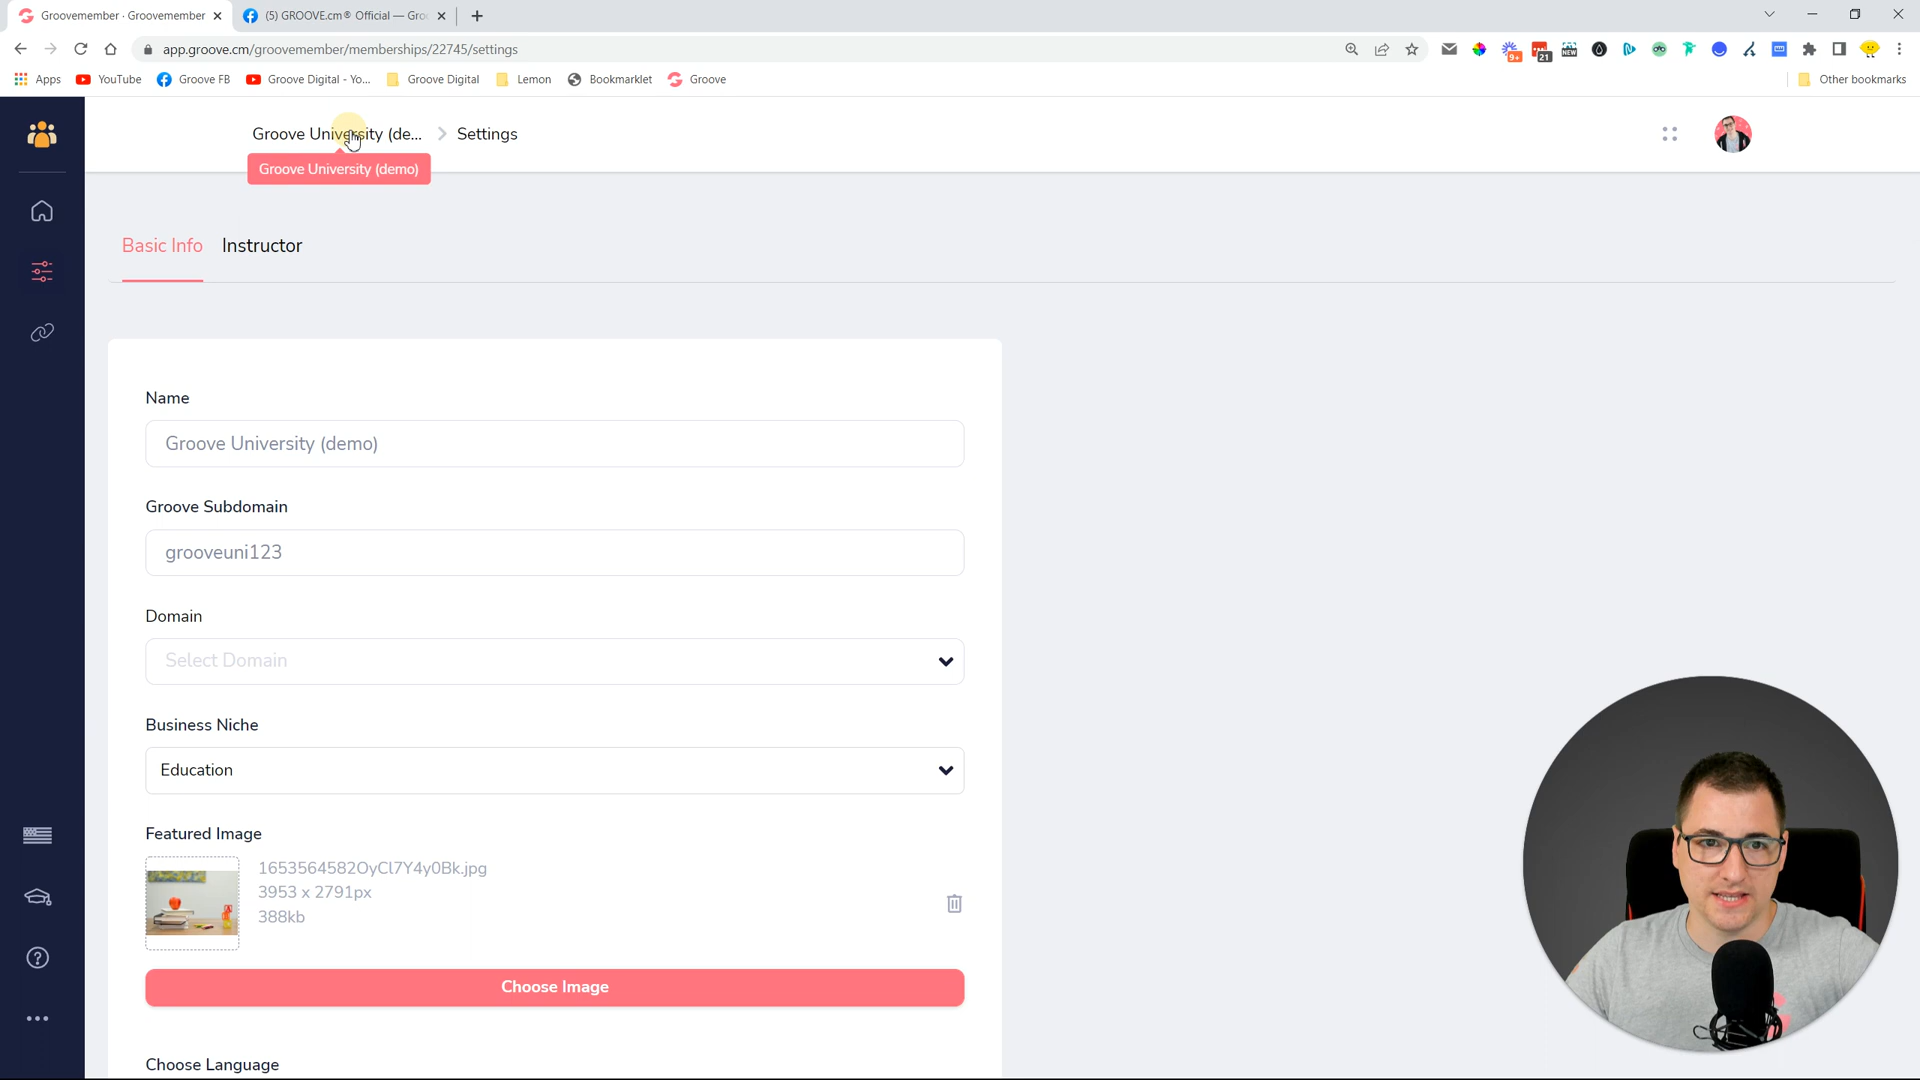 Groovemember · Groovemember
(5) GROOVE.cm® Official — Gro
app.groove.cm/groovemember/memberships/22745/settings
9+
21
NEW
Apps
YouTube
Groove FB
Groove Digital - Yo...
Groove Digital
Lemon
Bookmarklet
Groove
Other bookmarks
Groove University (de...
Settings
Groove University (demo)
Basic Info
Instructor
Name
Groove University (demo)
Groove Subdomain
grooveuni123
Domain
Select Domain
Business Niche
Education
Featured Image
1653564582OyCl7Y4y0Bk.jpg
3953 x 2791px
388kb
Choose Image
Choose Language